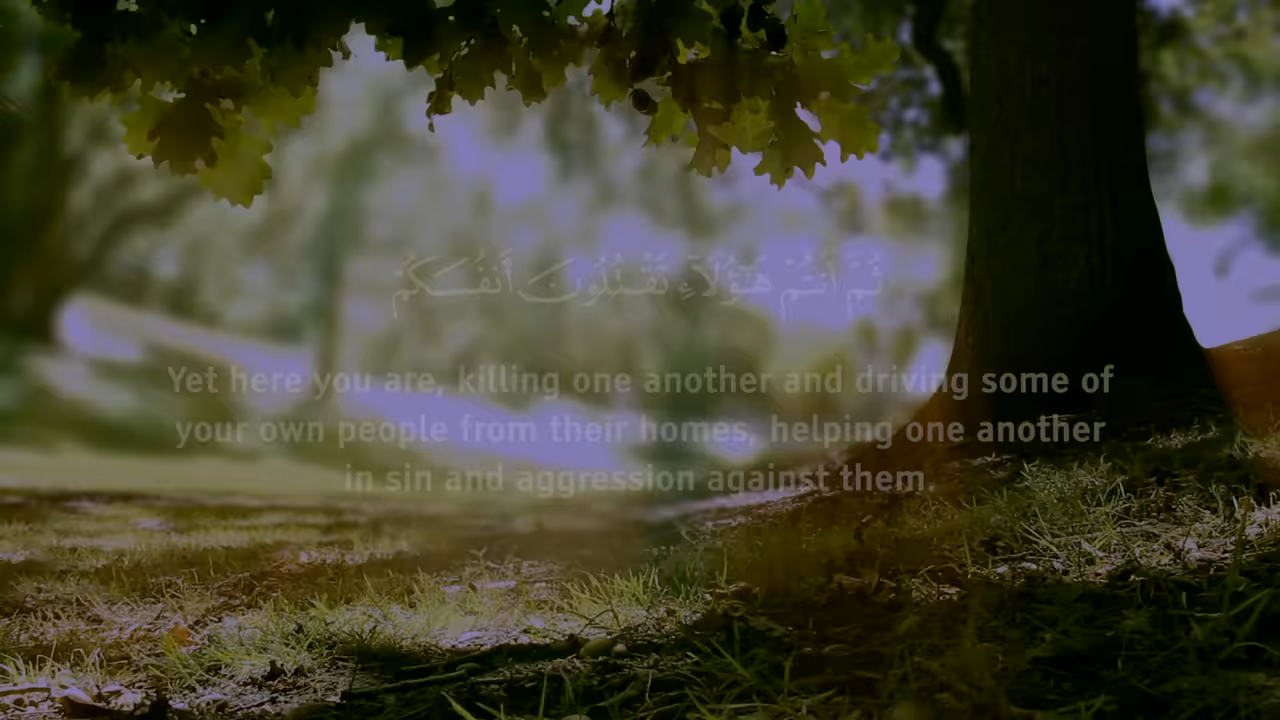 ثُمَّ أَنتُمْ هَٰؤُلَاءِ تَقْتُلُونَ أَنفُسَكُمْ
Yet here you are, killing one another and driving some of
your own people from their homes, helping one another
in sin and aggression against them.